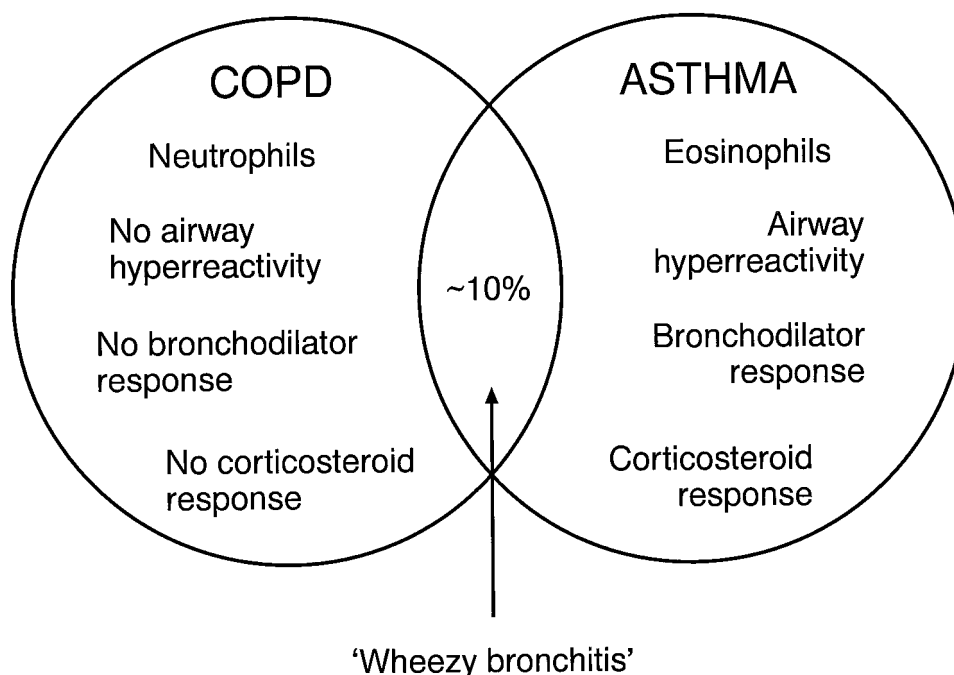 COPD
Neutrophils
No airway
hyperreactivity
No bronchodilator
response
No corticosteroid
response
~10%
ASTHMA
Eosinophils
Airway
hyperreactivity
Bronchodilator
response
Corticosteroid
response
'Wheezy bronchitis'